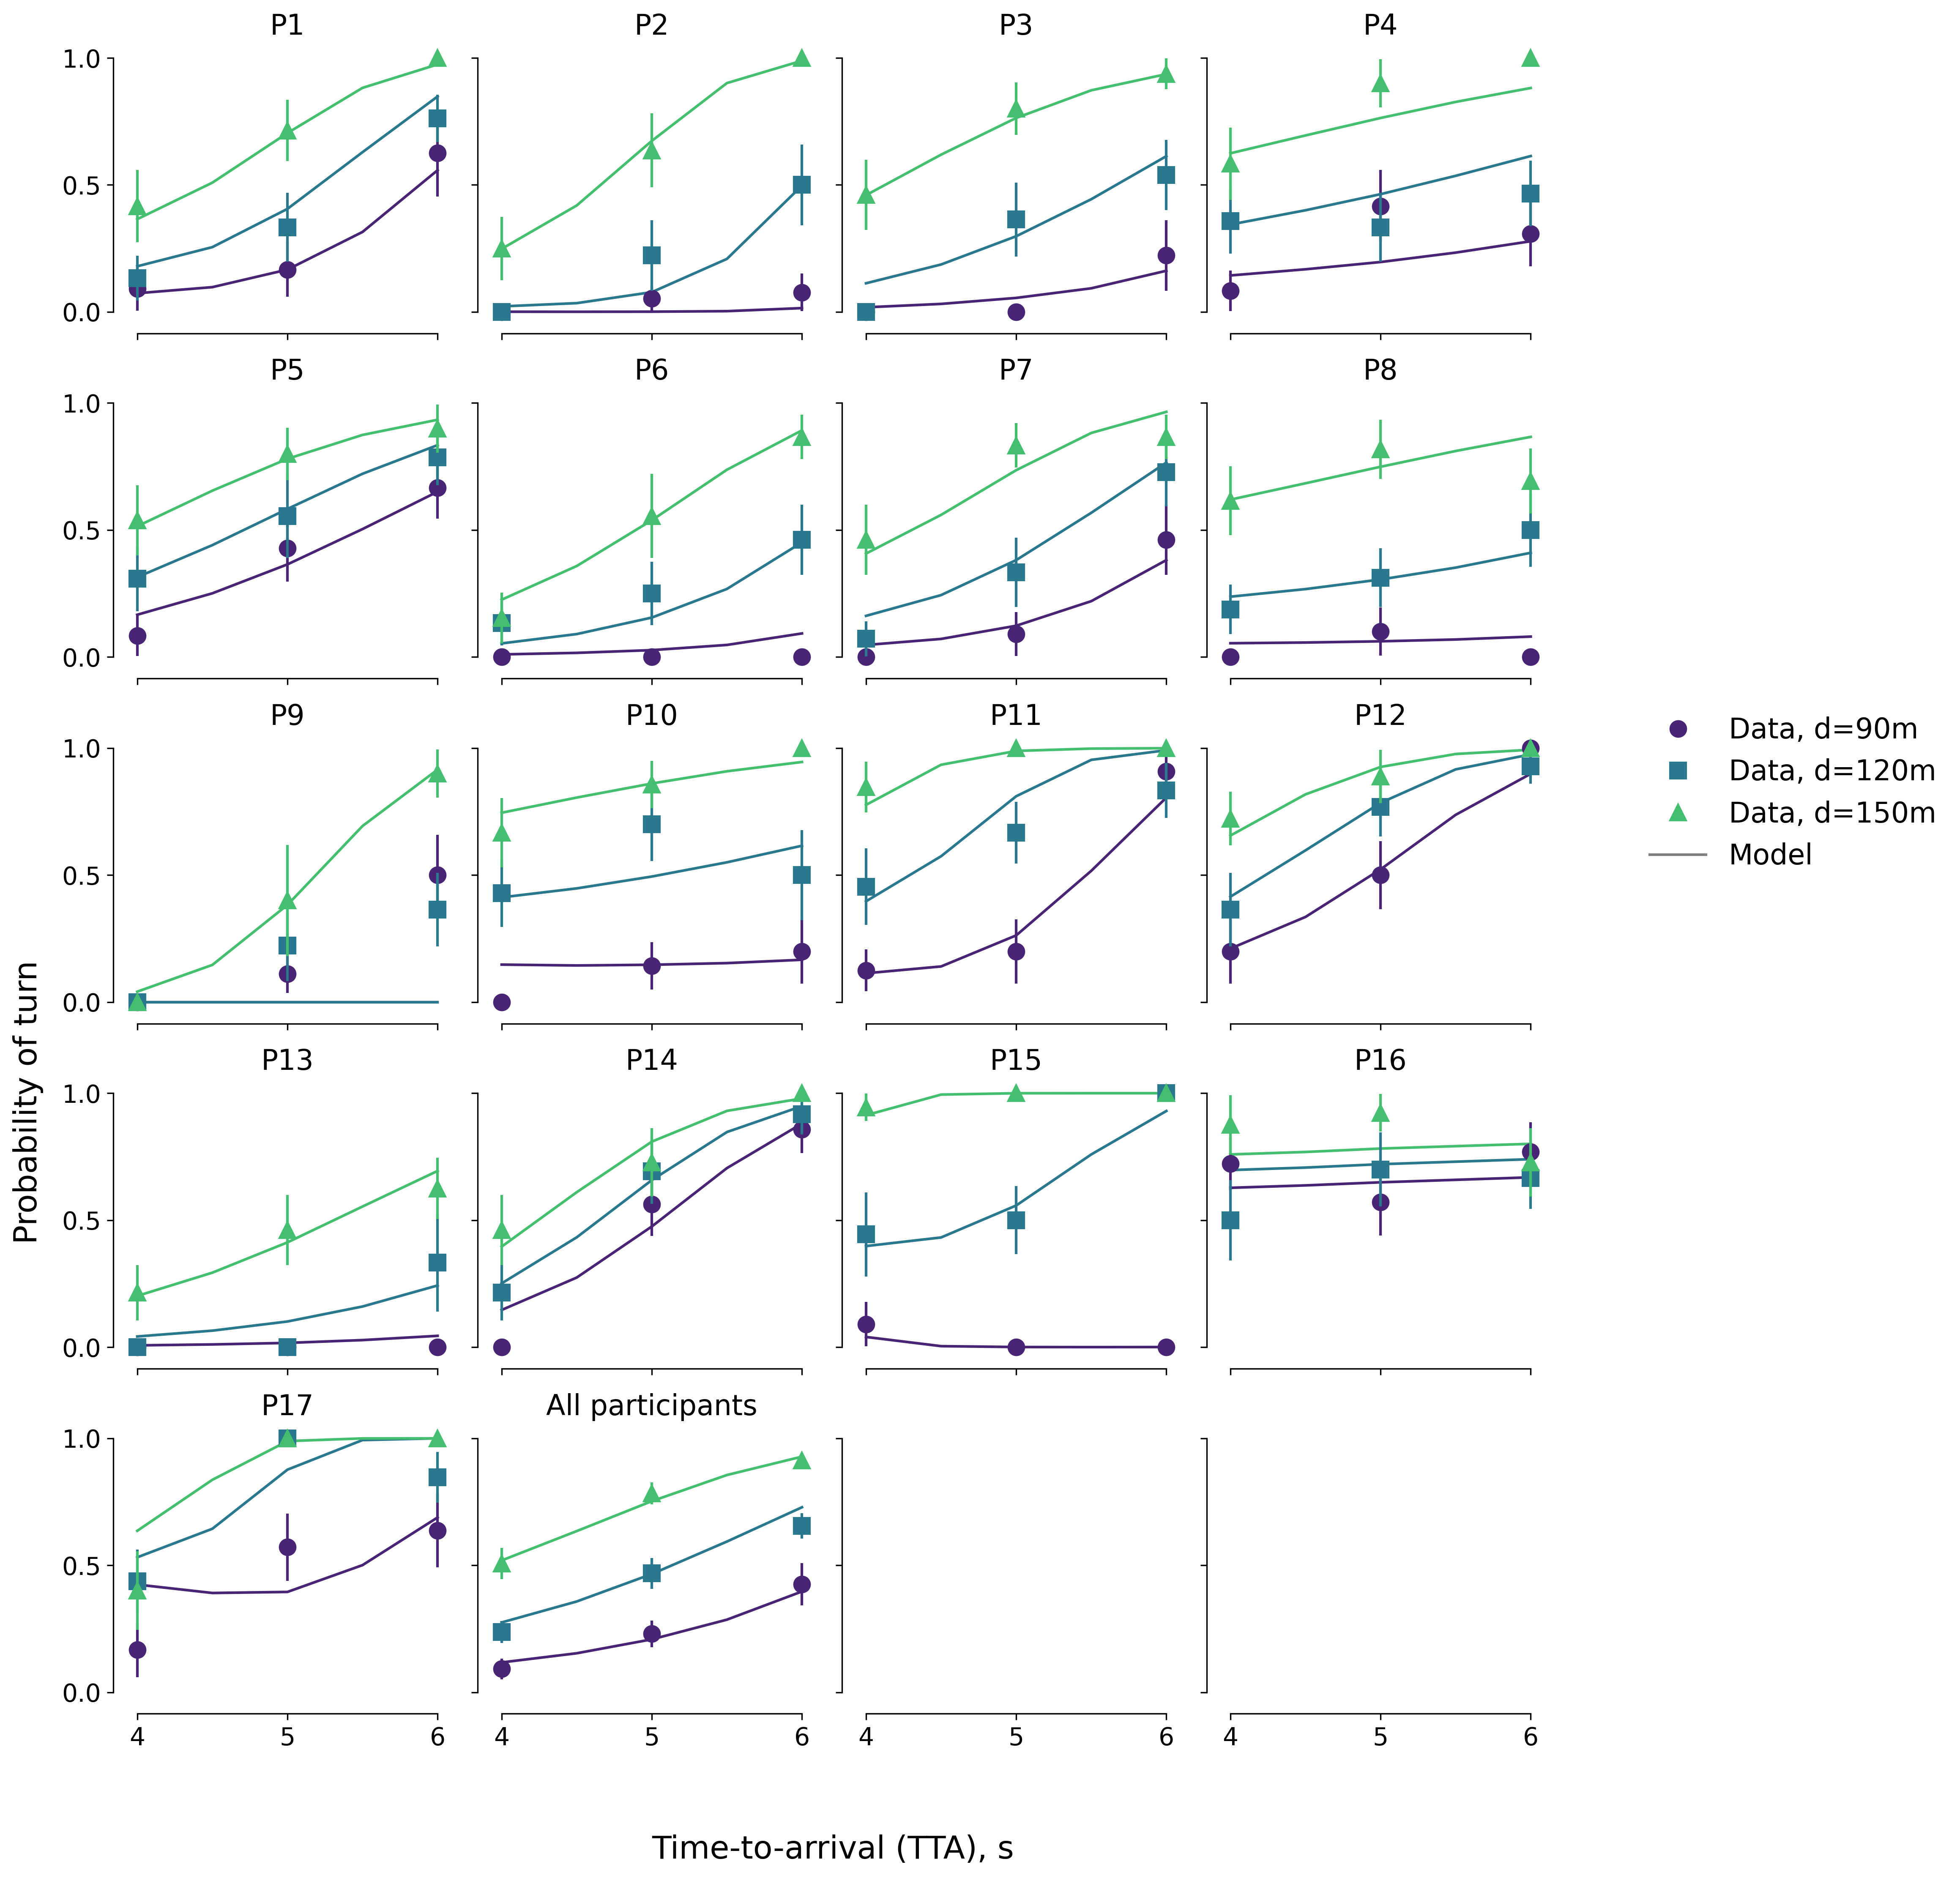 P1 P2 P3 P4
1.0
0.5
0.0
P5 P6 P7 P8
1.0
0.5
0.0
P9 P10 P11 P12
1.0
0.5
0.0
Data, d=90m
Data, d=120m
Data, d=150m
Model
P13 P14 P15 P16
1.0
0.5
0.0
P17 All participants
1.0
0.5
0.0
4 5 6 4 5 6 4 5 6 4 5 6
Probability of turn
Time-to-arrival (TTA), s